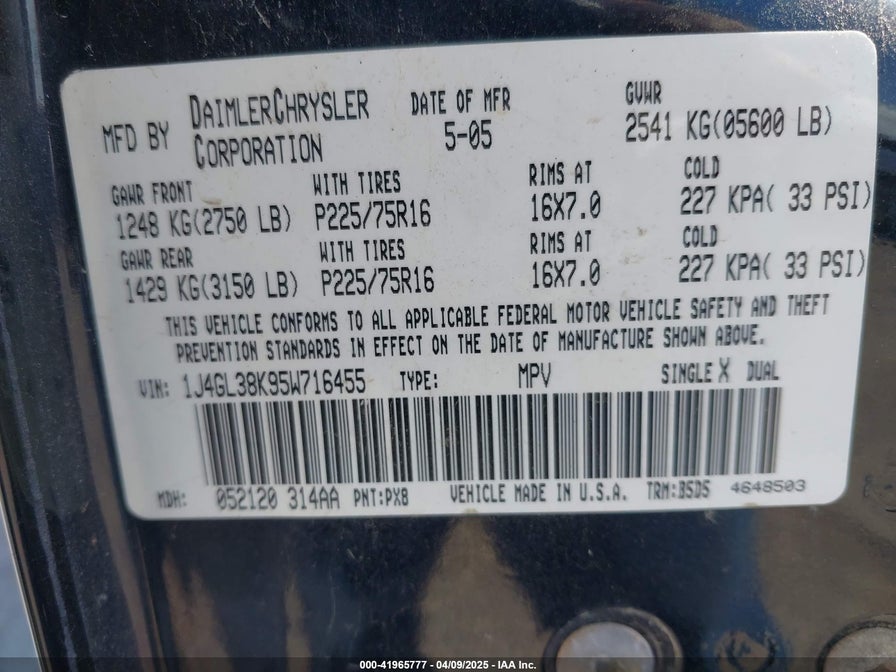 MFD BY DAIMLERCHRYSLER CORPORATION DATE OF MFR 5-05 GVWR 2541 KG(05600 LB)
GAWR FRONT WITH TIRES RIMS AT COLD
1248 KG(2750 LB) P225/75R16 16X7.0 227 KPA( 33 PSI)
GAWR REAR WITH TIRES RIMS AT COLD
1429 KG(3150 LB) P225/75R16 16X7.0 227 KPA( 33 PSI)
THIS VEHICLE CONFORMS TO ALL APPLICABLE FEDERAL MOTOR VEHICLE SAFETY AND THEFT
PREVENTION STANDARDS IN EFFECT ON THE DATE OF MANUFACTURE SHOWN ABOVE.
VIN: 1J4GL38K95W716455 TYPE: MPV SINGLE X DUAL
MDH: 052120 314AA PNT:PX8 VEHICLE MADE IN U.S.A. TRM:BSD5 4648503
000-41965777 - 04/09/2025 - IAA Inc.